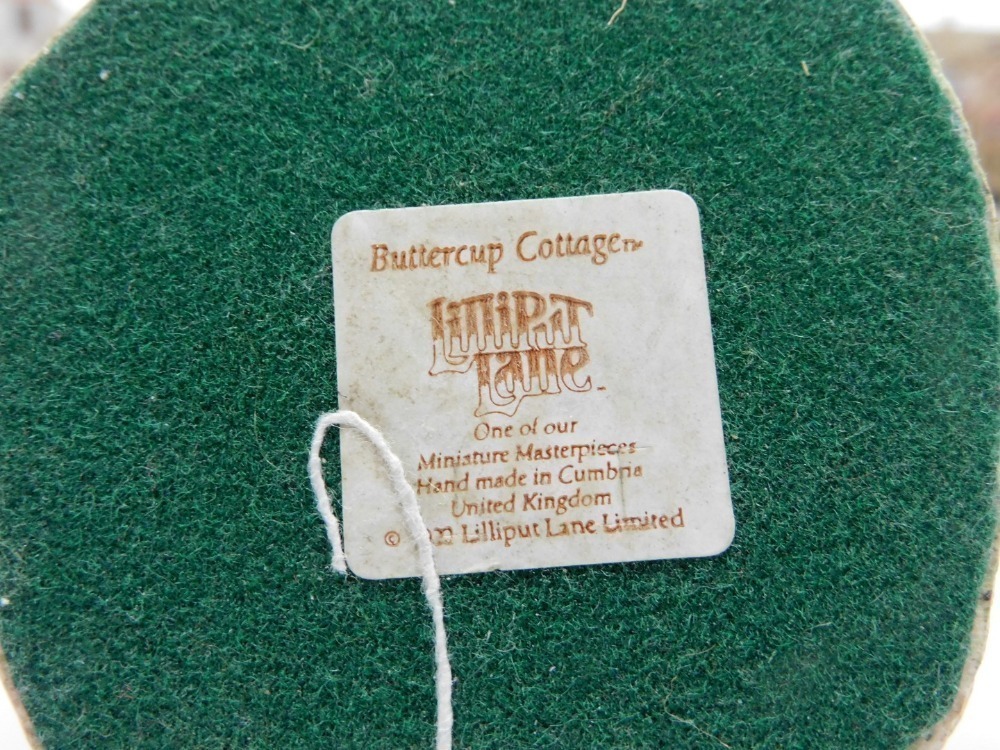 Buttercup Cottage™
LilliPut
Lane
One of our
Miniature Masterpieces
Hand made in Cumbria
United Kingdom
© Lilliput Lane Limited